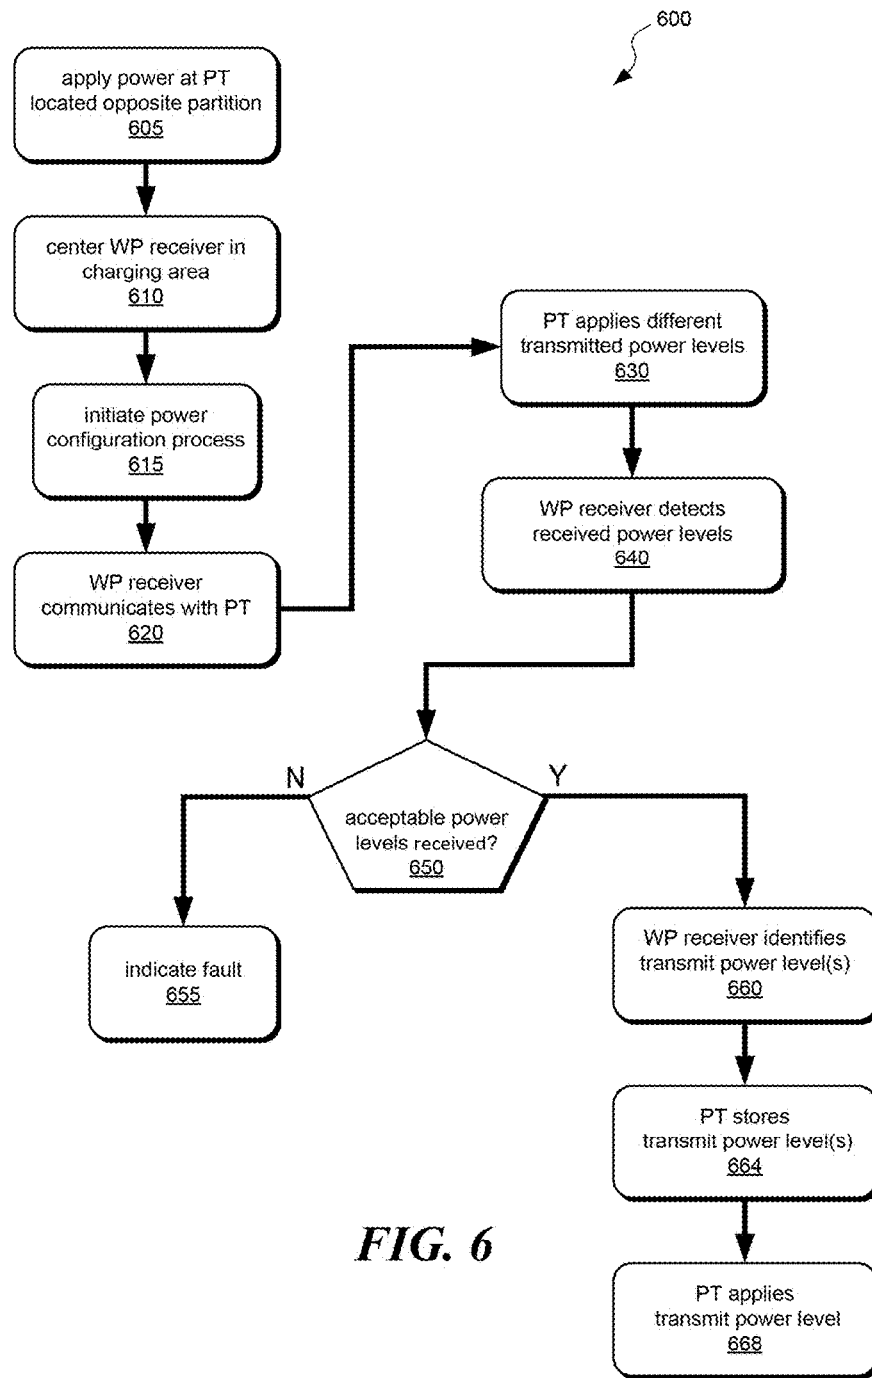 600
apply power at PT
located opposite partition
605
center WP receiver in
charging area
610
initiate power
configuration process
615
WP receiver
communicates with PT
620
PT applies different
transmitted power levels
630
WP receiver detects
received power levels
640
N
Y
acceptable power
levels received?
650
indicate fault
655
WP receiver identifies
transmit power level(s)
660
PT stores
transmit power level(s)
664
PT applies
transmit power level
668
FIG. 6